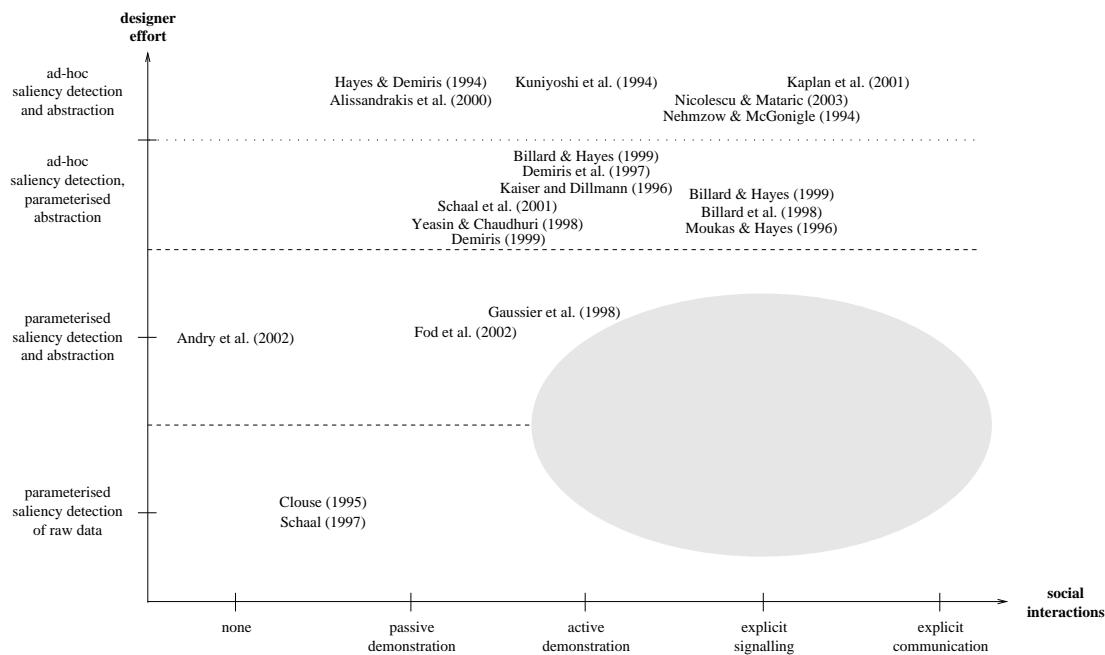 designer
effort
ad-hoc
saliency detection
and abstraction
Hayes & Demiris (1994)
Alissandrakis et al. (2000)
Kuniyoshi et al. (1994)
Kaplan et al. (2001)
Nicolescu & Mataric (2003)
Nehmzow & McGonigle (1994)
ad-hoc
saliency detection,
parameterised
abstraction
Billard & Hayes (1999)
Demiris et al. (1997)
Kaiser and Dillmann (1996)
Schaal et al. (2001)
Yeasin & Chaudhuri (1998)
Demiris (1999)
Billard & Hayes (1999)
Billard et al. (1998)
Moukas & Hayes (1996)
parameterised
saliency detection
and abstraction
Andry et al. (2002)
Gaussier et al. (1998)
Fod et al. (2002)
parameterised
saliency detection
of raw data
Clouse (1995)
Schaal (1997)
social
interactions
none
passive
demonstration
active
demonstration
explicit
signalling
explicit
communication